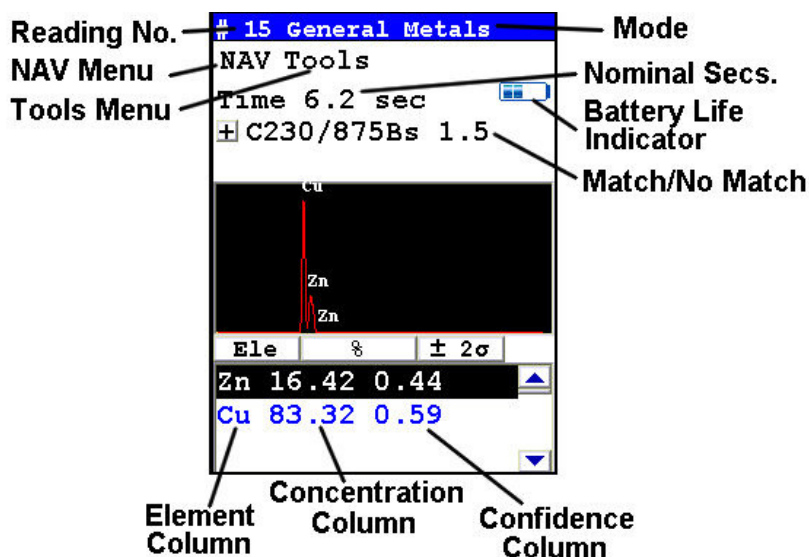 Reading No.
# 15 General Metals
Mode
NAV Menu
NAV Tools
Nominal Secs.
Tools Menu
Time 6.2 sec
Battery Life
Indicator
+ C230/875Bs 1.5
Match/No Match
Cu
Zn
Zn
Ele % ± 2σ
Zn 16.42 0.44
Cu 83.32 0.59
Element
Column
Concentration
Column
Confidence
Column